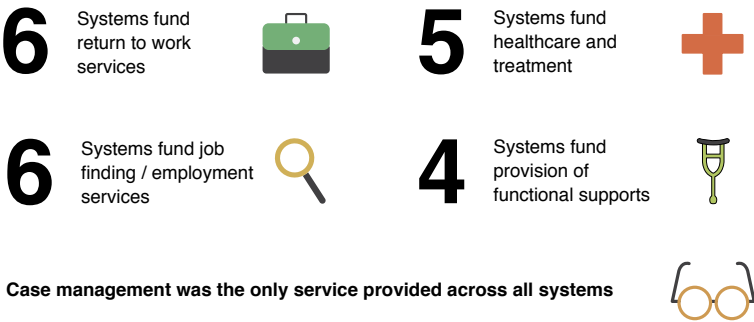 6
Systems fund
return to work
services
5
Systems fund
healthcare and
treatment
6
Systems fund job
finding / employment
services
4
Systems fund
provision of
functional supports
Case management was the only service provided across all systems